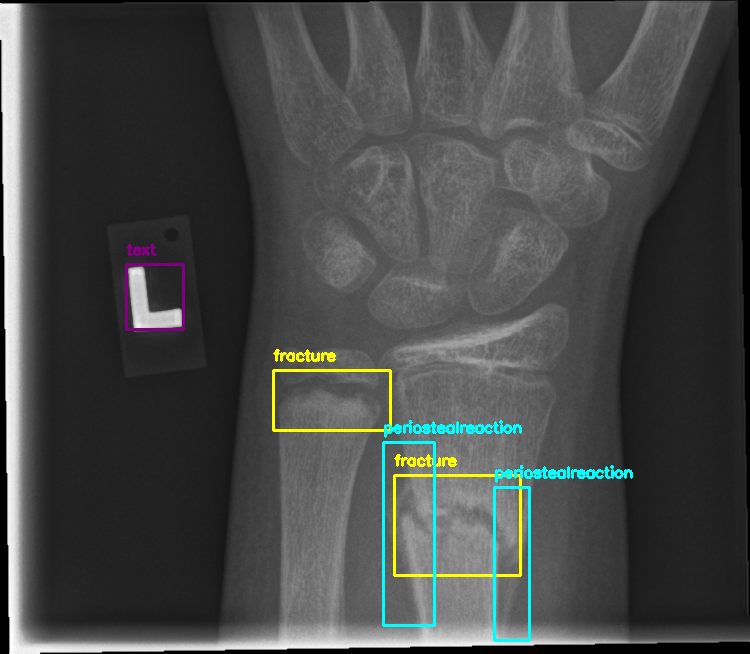 text
L
fracture
periostealreaction
fracture
periostealreaction